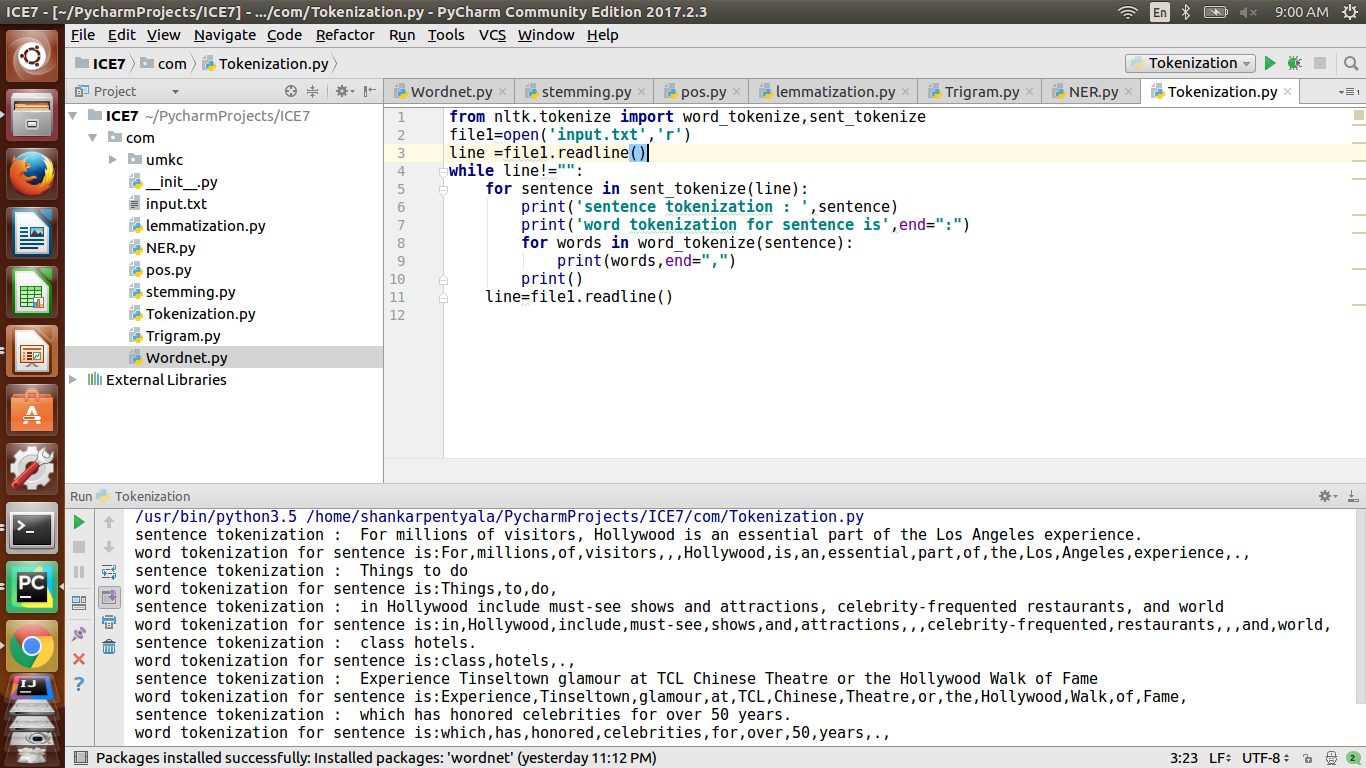 ICE7 - [~/PycharmProjects/ICE7] - .../com/Tokenization.py - PyCharm Community Edition 2017.2.3
En
9:00 AM
File Edit View Navigate Code Refactor Run Tools VCS Window Help
ICE7 com Tokenization.py
Tokenization
Project
Wordnet.py stemming.py pos.py lemmatization.py Trigram.py NER.py Tokenization.py
ICE7 ~/PycharmProjects/ICE7
com
umkc
__init__.py
input.txt
lemmatization.py
NER.py
pos.py
stemming.py
Tokenization.py
Trigram.py
Wordnet.py
External Libraries
1 from nltk.tokenize import word_tokenize,sent_tokenize
2 file1=open('input.txt','r')
3 line =file1.readline()
4 while line!="":
5     for sentence in sent_tokenize(line):
6         print('sentence tokenization : ',sentence)
7         print('word tokenization for sentence is',end=":")
8         for words in word_tokenize(sentence):
9             print(words,end=",")
10         print()
11     line=file1.readline()
12
Run Tokenization
/usr/bin/python3.5 /home/shankarpentyala/PycharmProjects/ICE7/com/Tokenization.py
sentence tokenization :  For millions of visitors, Hollywood is an essential part of the Los Angeles experience.
word tokenization for sentence is:For,millions,of,visitors,,,Hollywood,is,an,essential,part,of,the,Los,Angeles,experience,.,
sentence tokenization :  Things to do
word tokenization for sentence is:Things,to,do,
sentence tokenization :  in Hollywood include must-see shows and attractions, celebrity-frequented restaurants, and world
word tokenization for sentence is:in,Hollywood,include,must-see,shows,and,attractions,,,celebrity-frequented,restaurants,,,and,world,
sentence tokenization :  class hotels.
word tokenization for sentence is:class,hotels,.,
sentence tokenization :  Experience Tinseltown glamour at TCL Chinese Theatre or the Hollywood Walk of Fame
word tokenization for sentence is:Experience,Tinseltown,glamour,at,TCL,Chinese,Theatre,or,the,Hollywood,Walk,of,Fame,
sentence tokenization :  which has honored celebrities for over 50 years.
word tokenization for sentence is:which,has,honored,celebrities,for,over,50,years,.,
PC
IJ
Packages installed successfully: Installed packages: 'wordnet' (yesterday 11:12 PM)
3:23 LF UTF-8 2